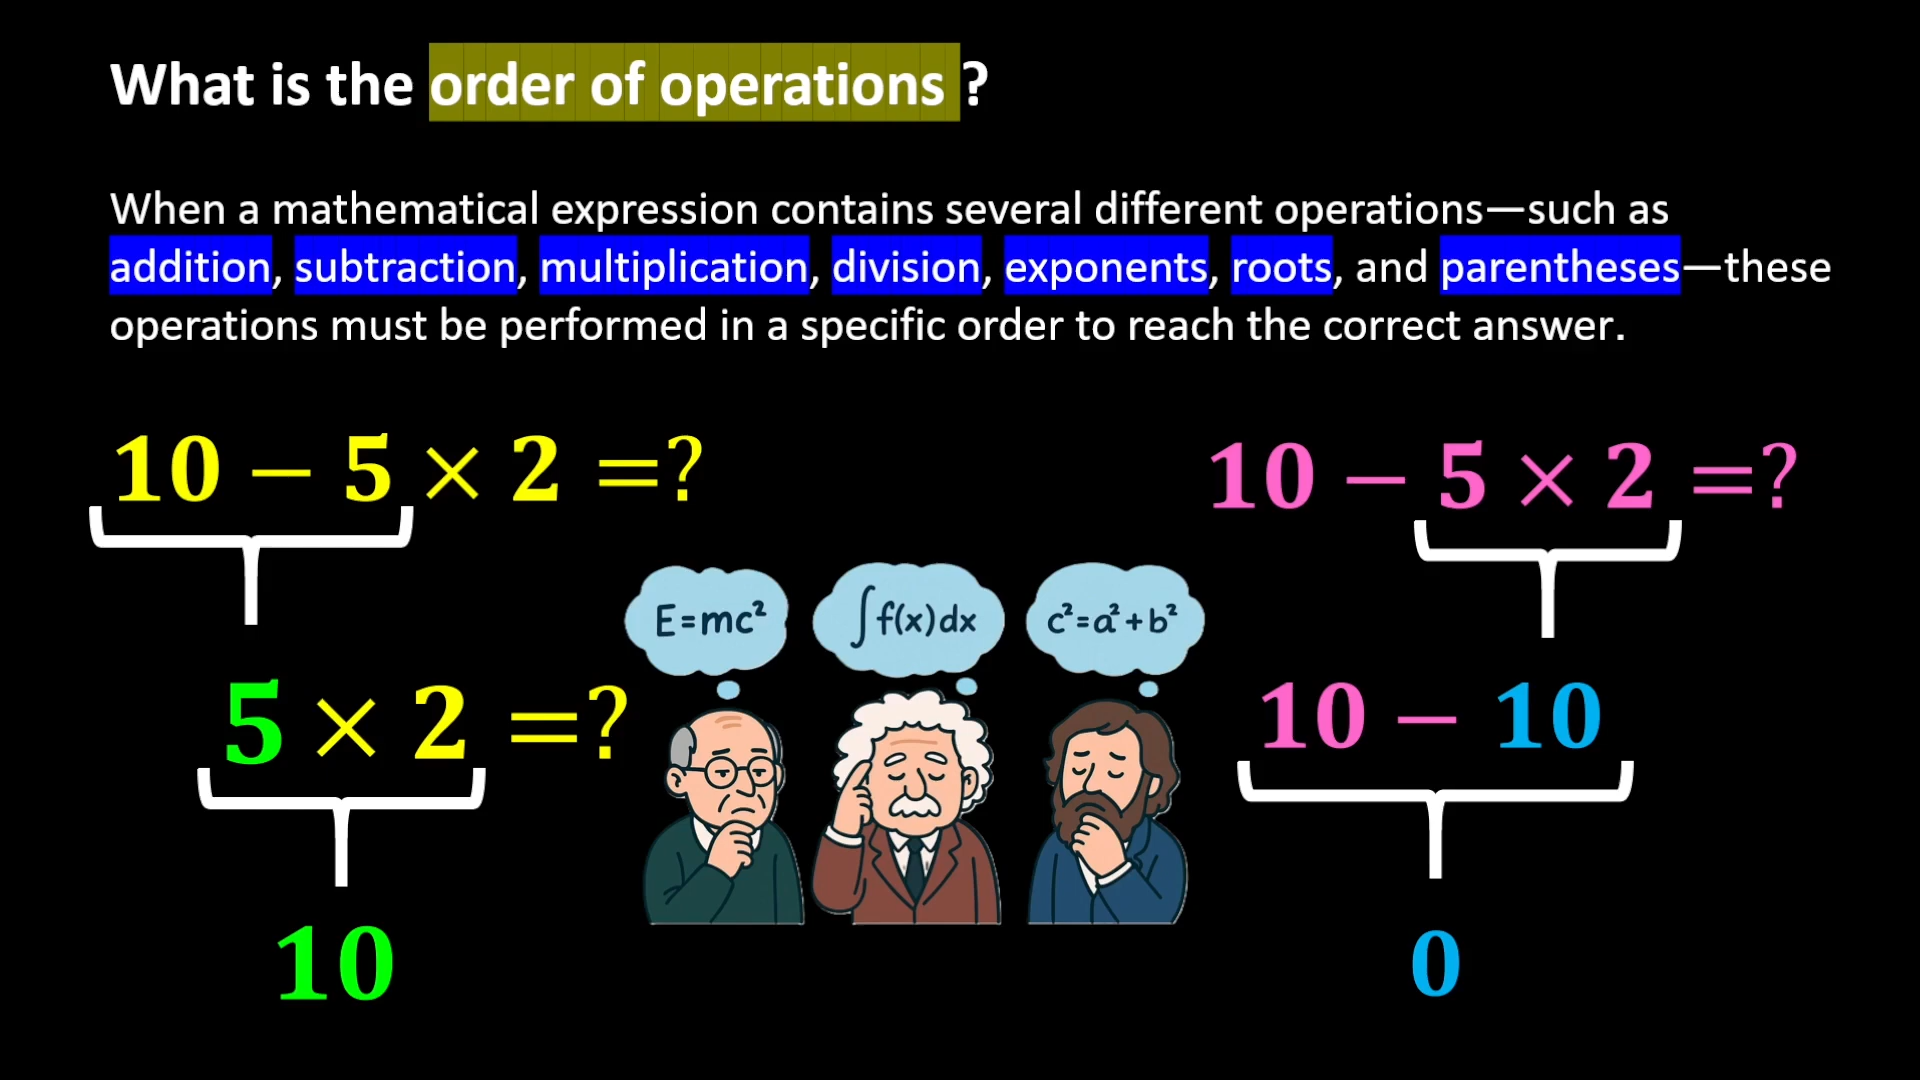 What is the order of operations ?
When a mathematical expression contains several different operations—such as
addition, subtraction, multiplication, division, exponents, roots, and parentheses—these
operations must be performed in a specific order to reach the correct answer.
10 − 5 × 2 =?
10 − 5 × 2 =?
E=mc²
∫f(x)dx
c²=a²+b²
5 × 2 =?
10 − 10
10
0